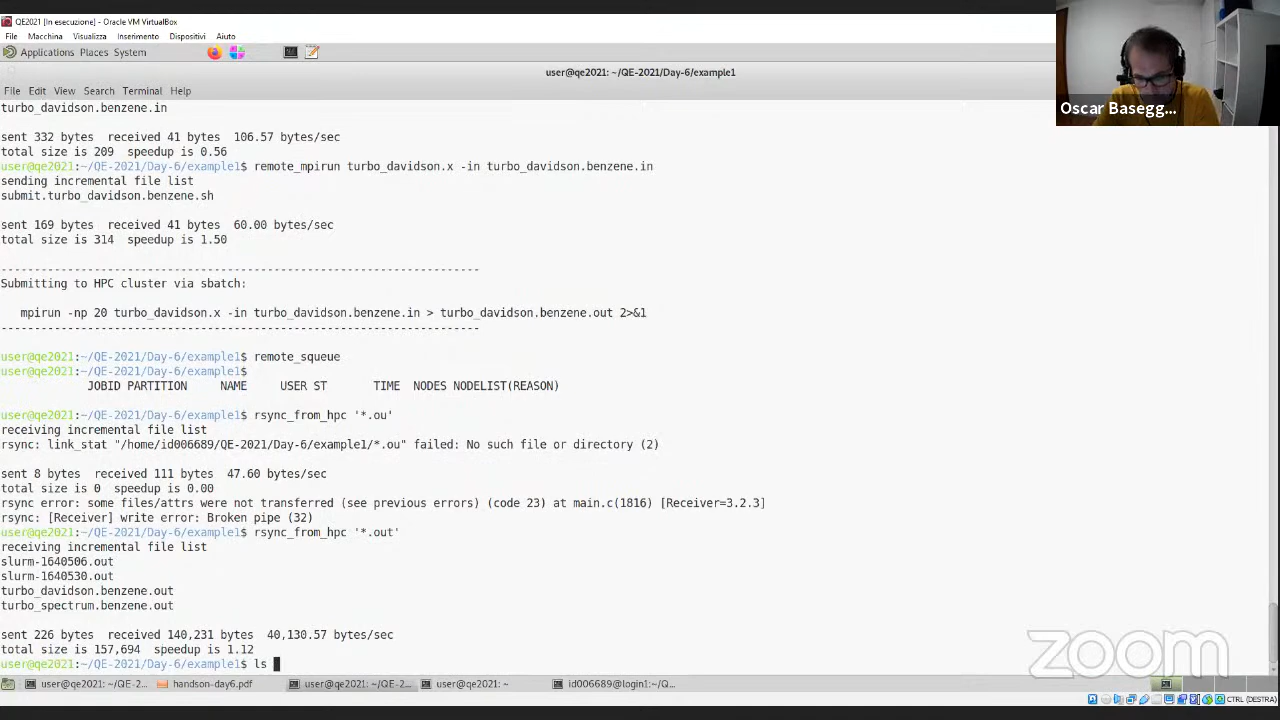 QE2021 [In esecuzione] - Oracle VM VirtualBox
File Macchina Visualizza Inserimento Dispositivi Aiuto
Applications Places System
user@qe2021: ~/QE-2021/Day-6/example1
File Edit View Search Terminal Help
Oscar Basegg...
turbo_davidson.benzene.in
sent 332 bytes  received 41 bytes  106.57 bytes/sec
total size is 209  speedup is 0.56
user@qe2021:~/QE-2021/Day-6/example1$ remote_mpirun turbo_davidson.x -in turbo_davidson.benzene.in
sending incremental file list
submit.turbo_davidson.benzene.sh
sent 169 bytes  received 41 bytes  60.00 bytes/sec
total size is 314  speedup is 1.50
------------------------------------------------------------------------
Submitting to HPC cluster via sbatch:
mpirun -np 20 turbo_davidson.x -in turbo_davidson.benzene.in > turbo_davidson.benzene.out 2>&1
------------------------------------------------------------------------
user@qe2021:~/QE-2021/Day-6/example1$ remote_squeue
user@qe2021:~/QE-2021/Day-6/example1$
JOBID PARTITION     NAME     USER ST       TIME  NODES NODELIST(REASON)
user@qe2021:~/QE-2021/Day-6/example1$ rsync_from_hpc '*.ou'
receiving incremental file list
rsync: link_stat "/home/id006689/QE-2021/Day-6/example1/*.ou" failed: No such file or directory (2)
sent 8 bytes  received 111 bytes  47.60 bytes/sec
total size is 0  speedup is 0.00
rsync error: some files/attrs were not transferred (see previous errors) (code 23) at main.c(1816) [Receiver=3.2.3]
rsync: [Receiver] write error: Broken pipe (32)
user@qe2021:~/QE-2021/Day-6/example1$ rsync_from_hpc '*.out'
receiving incremental file list
slurm-1640506.out
slurm-1640530.out
turbo_davidson.benzene.out
turbo_spectrum.benzene.out
sent 226 bytes  received 140,231 bytes  40,130.57 bytes/sec
total size is 157,694  speedup is 1.12
user@qe2021:~/QE-2021/Day-6/example1$ ls
zoom
user@qe2021: ~/QE-2... handson-day6.pdf user@qe2021: ~/QE-2... user@qe2021: ~ id006689@login1:~/Q...
CTRL (DESTRA)